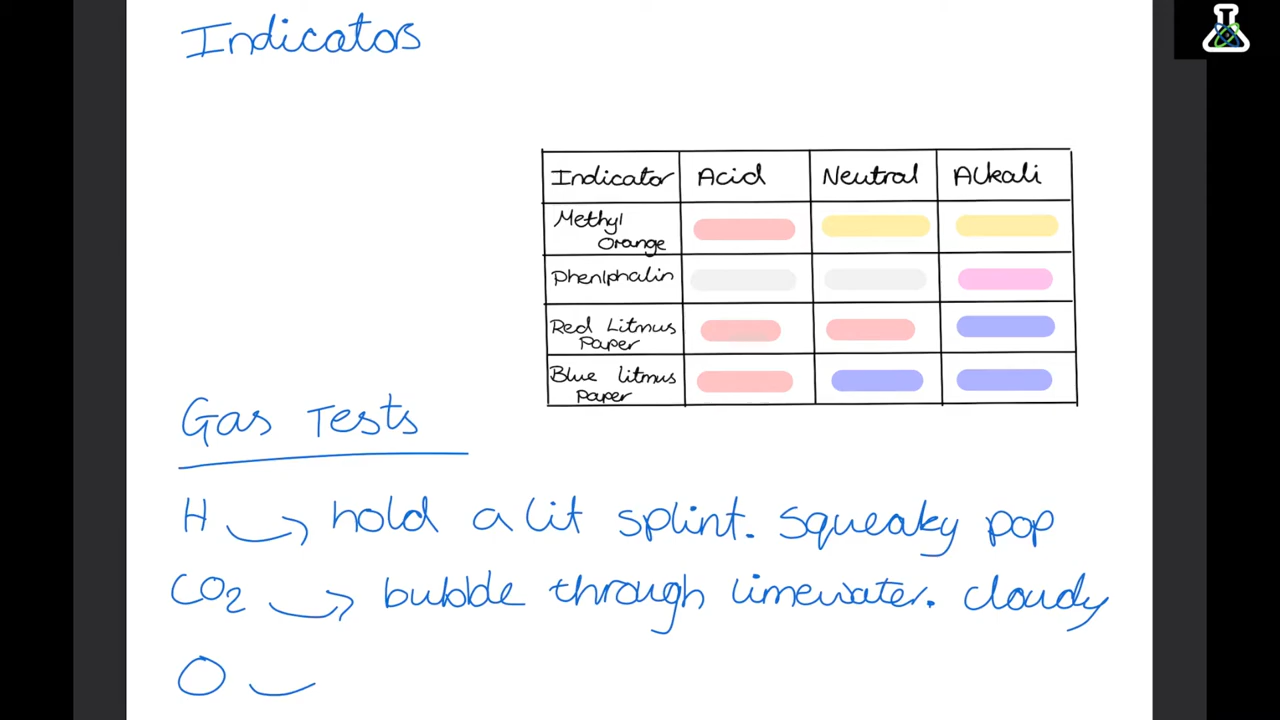 Indicators
Indicator Acid Neutral Alkali
Methyl
Orange
Phenlphalin
Red Litmus
Paper
Blue litmus
paper
Gas Tests
H → hold a lit splint. squeaky pop
CO2 → bubble through limewater. cloudy
O